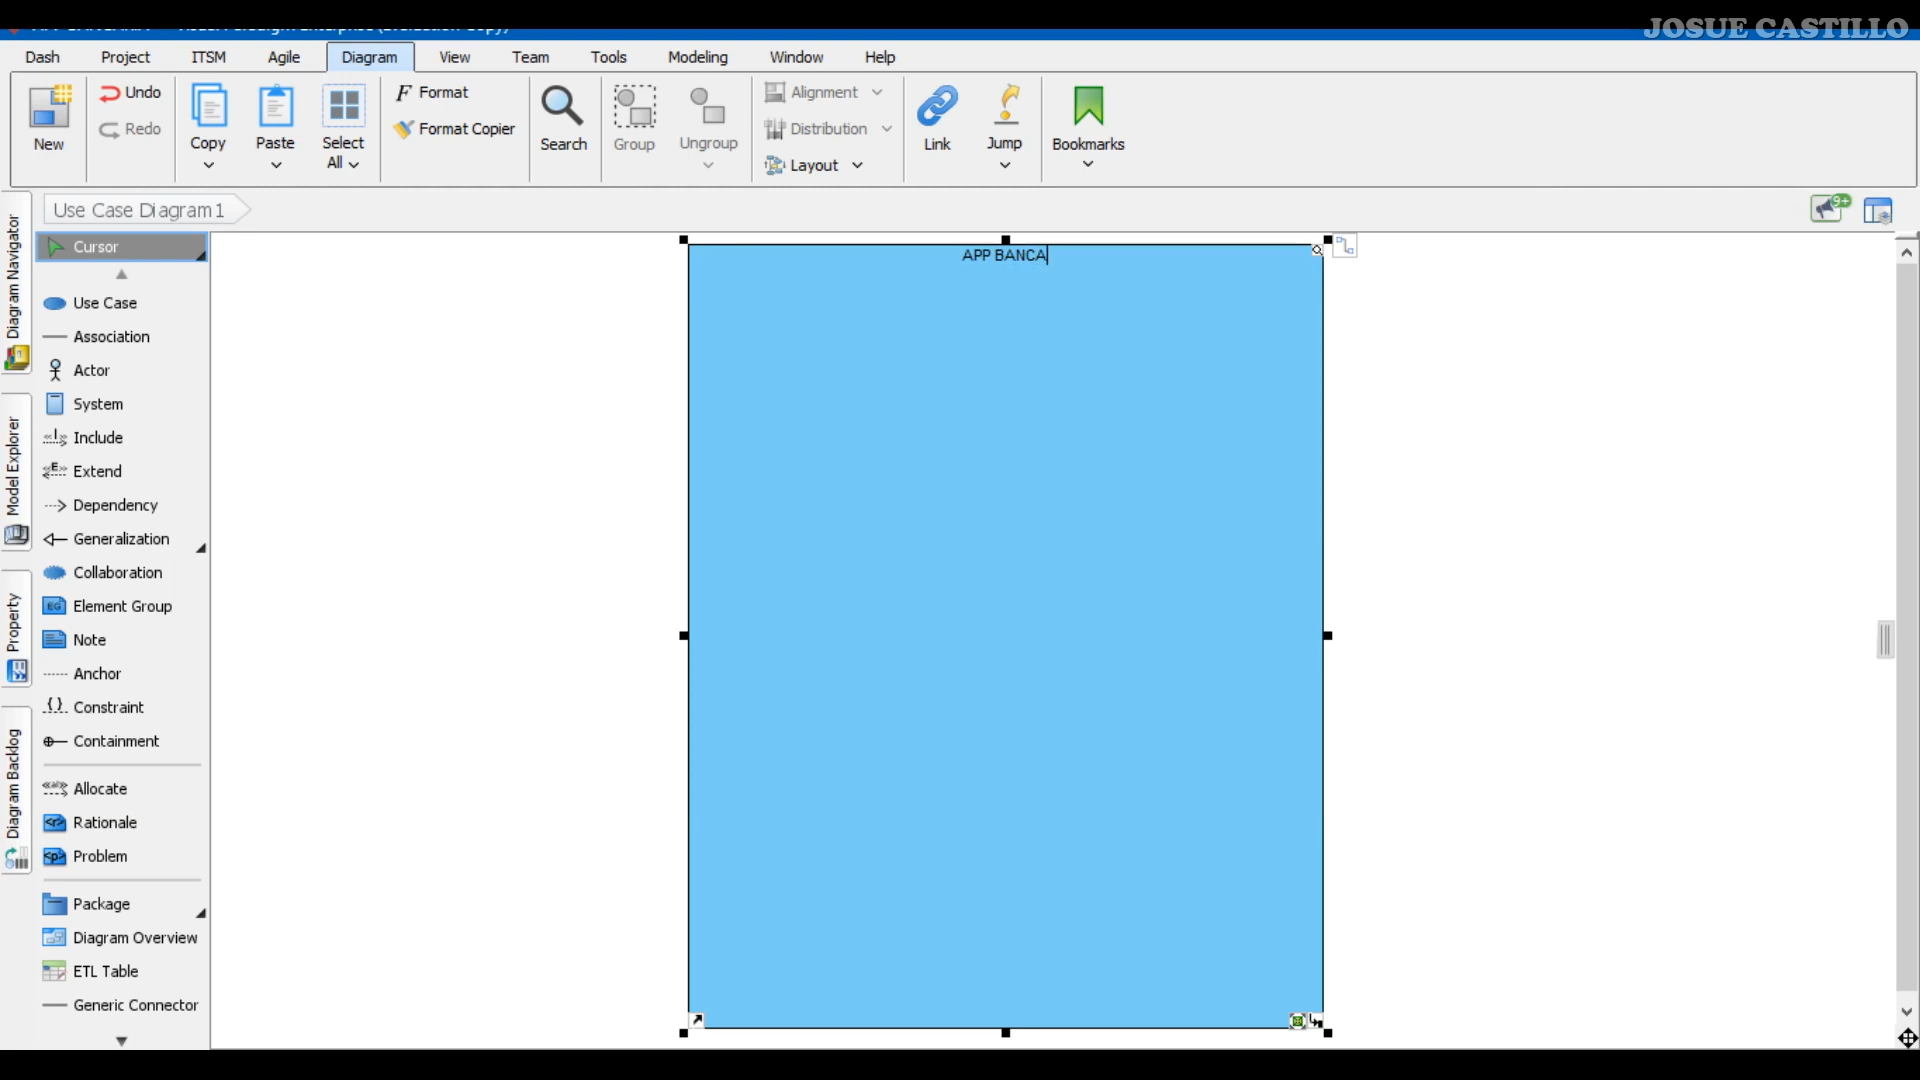 JOSUE CASTILLO
Dash Project ITSM Agile Diagram View Team Tools Modeling Window Help
New
Undo
Redo
Copy
Paste
Select All
Format
Format Copier
Search
Group
Ungroup
Alignment
Distribution
Layout
Link
Jump
Bookmarks
Use Case Diagram1
9+
Diagram Navigator
Model Explorer
Property
Diagram Backlog
Cursor
Use Case
Association
Actor
System
Include
Extend
Dependency
Generalization
Collaboration
Element Group
Note
Anchor
Constraint
Containment
Allocate
Rationale
Problem
Package
Diagram Overview
ETL Table
Generic Connector
APP BANCA